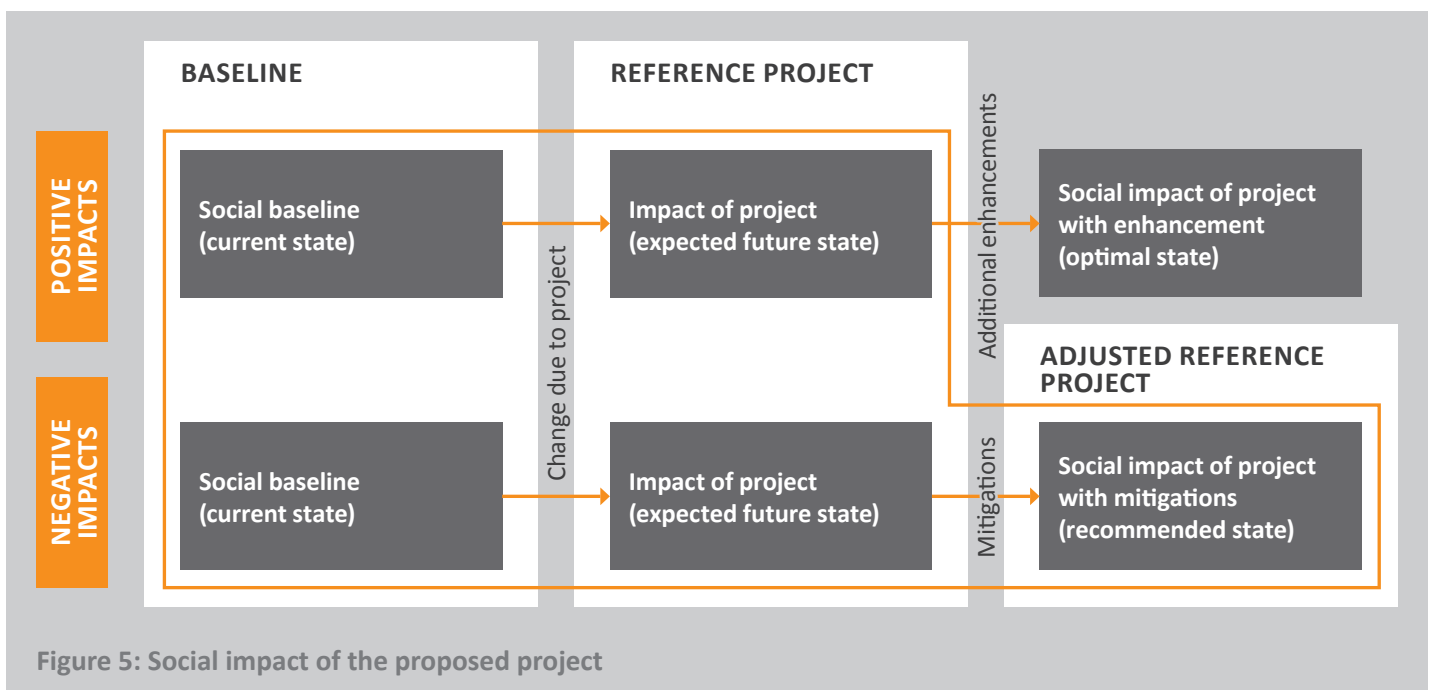 BASELINE
REFERENCE PROJECT
POSITIVE
IMPACTS
Social baseline
(current state)
Change due to project
Impact of project
(expected future state)
Additional enhancements
Social impact of project
with enhancement
(optimal state)
ADJUSTED REFERENCE
PROJECT
NEGATIVE
IMPACTS
Social baseline
(current state)
Impact of project
(expected future state)
Mitigations
Social impact of project
with mitigations
(recommended state)
Figure 5: Social impact of the proposed project